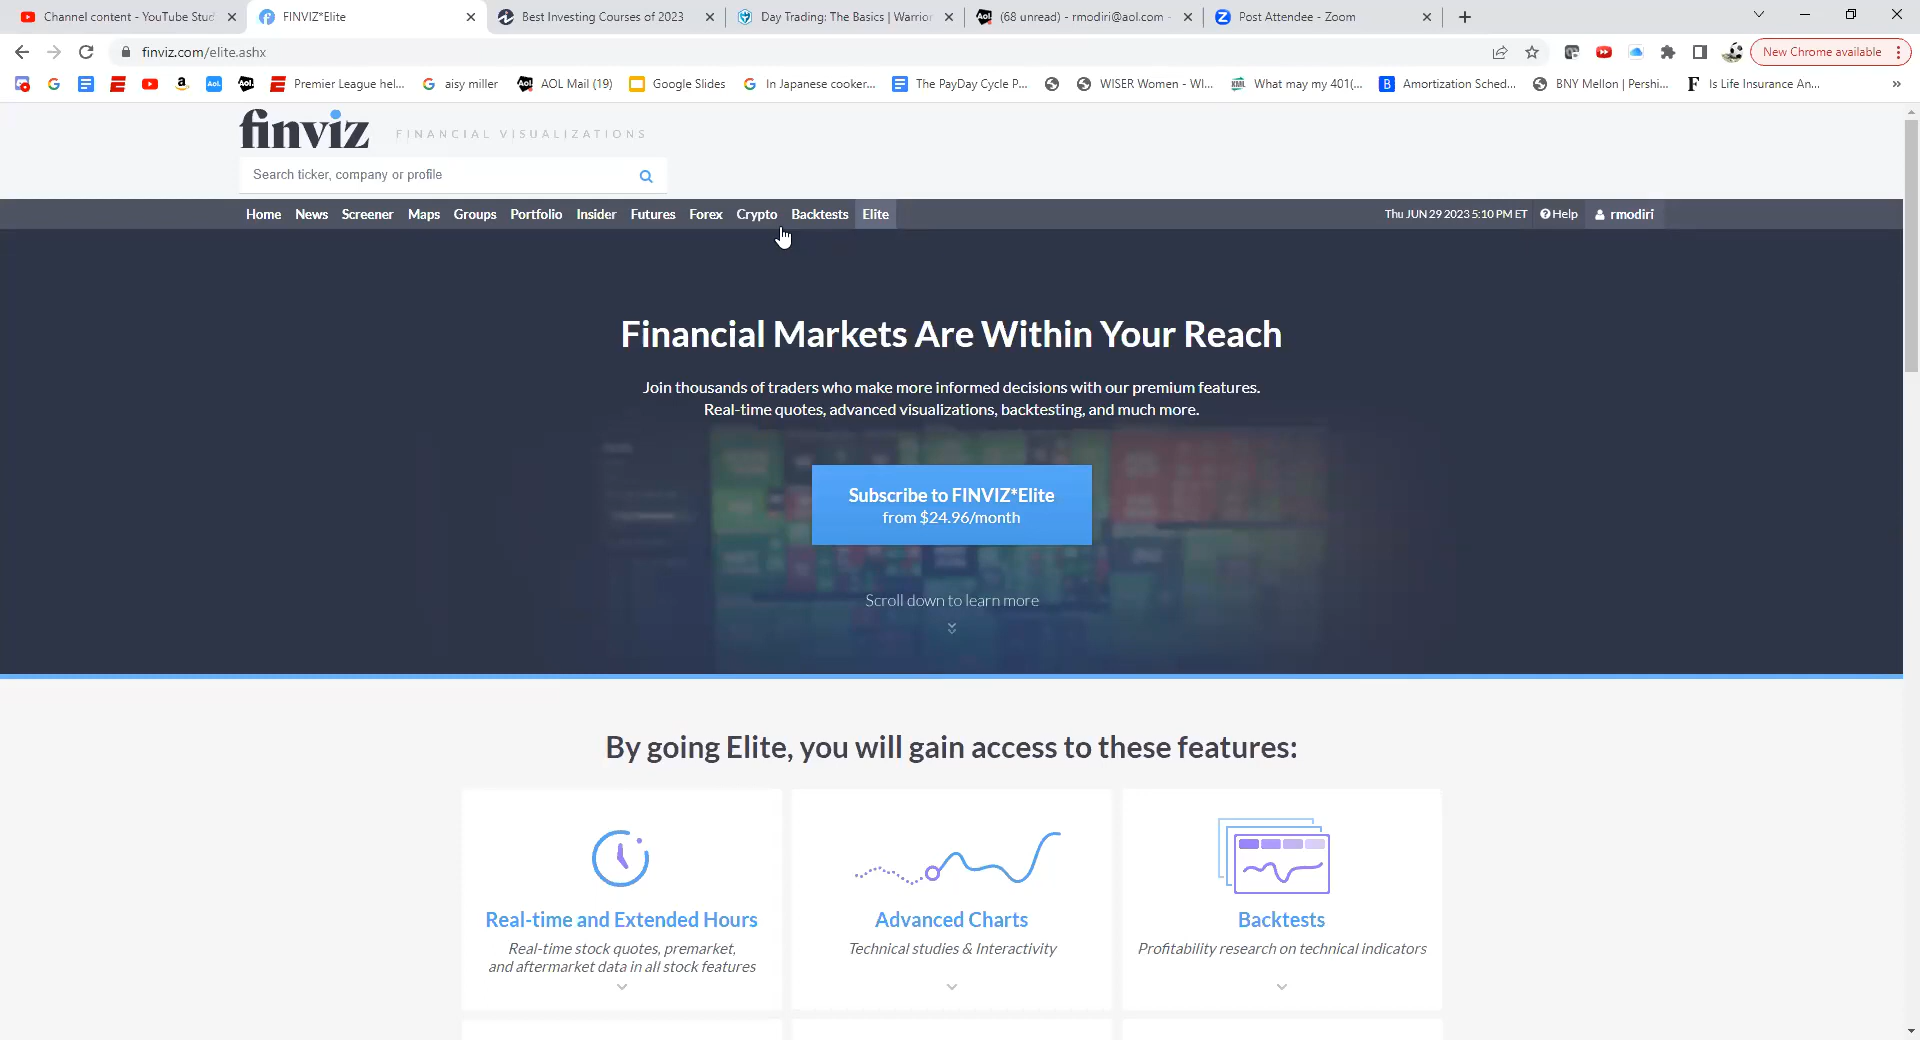 Channel content - YouTube Stud
FINVIZ*Elite
Best Investing Courses of 2023
Day Trading: The Basics | Warrior
(68 unread) - rmodiri@aol.com -
Post Attendee - Zoom
finviz.com/elite.ashx
New Chrome available
Premier League hel...
aisy miller
AOL Mail (19)
Google Slides
In Japanese cooker...
The PayDay Cycle P...
WISER Women - WI...
What may my 401(...
Amortization Sched...
BNY Mellon | Pershi...
Is Life Insurance An...
finviz FINANCIAL VISUALIZATIONS
Search ticker, company or profile
Home News Screener Maps Groups Portfolio Insider Futures Forex Crypto Backtests Elite
Thu JUN 29 2023 5:10 PM ET Help rmodiri
Financial Markets Are Within Your Reach
Join thousands of traders who make more informed decisions with our premium features.
Real-time quotes, advanced visualizations, backtesting, and much more.
Subscribe to FINVIZ*Elite
from $24.96/month
Scroll down to learn more
By going Elite, you will gain access to these features:
Real-time and Extended Hours
Real-time stock quotes, premarket,
and aftermarket data in all stock features
Advanced Charts
Technical studies & Interactivity
Backtests
Profitability research on technical indicators